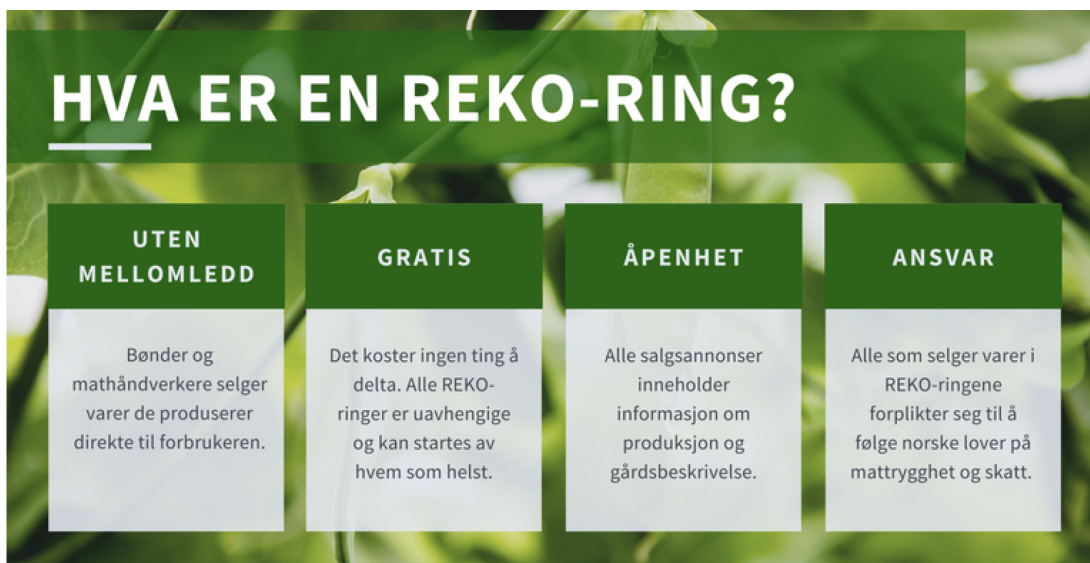 HVA ER EN REKO-RING?
UTEN
MELLOMLEDD
Bønder og
mathåndverkere selger
varer de produserer
direkte til forbrukeren.
GRATIS
Det koster ingen ting å
delta. Alle REKO-
ringer er uavhengige
og kan startes av
hvem som helst.
ÅPENHET
Alle salgsannonser
inneholder
informasjon om
produksjon og
gårdsbeskrivelse.
ANSVAR
Alle som selger varer i
REKO-ringene
forplikter seg til å
følge norske lover på
mattrygghet og skatt.